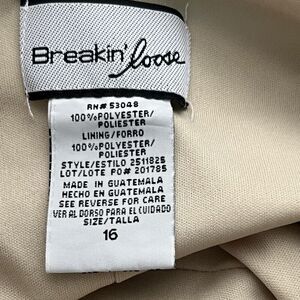 Breakin' loose
RN# 53048
100%POLYESTER/
POLIESTER
LINING/FORRO
100%POLYESTER/
POLIESTER
STYLE/ESTILO 2511825
LOT/LOTE PO# 201785
MADE IN GUATEMALA
HECHO EN GUATEMALA
SEE REVERSE FOR CARE
VER AL DORSO PARA EL CUIDADO
SIZE/TALLA
16